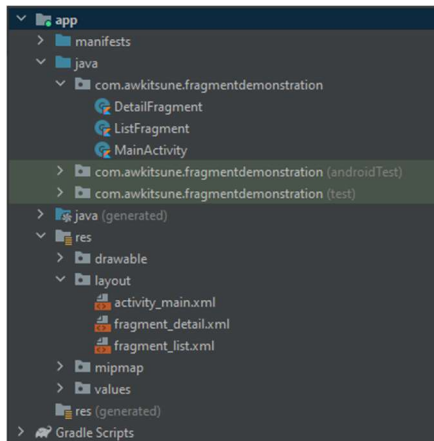 app
manifests
java
com.awkitsune.fragmentdemonstration
DetailFragment
ListFragment
MainActivity
com.awkitsune.fragmentdemonstration (androidTest)
com.awkitsune.fragmentdemonstration (test)
java (generated)
res
drawable
layout
activity_main.xml
fragment_detail.xml
fragment_list.xml
mipmap
values
res (generated)
Gradle Scripts